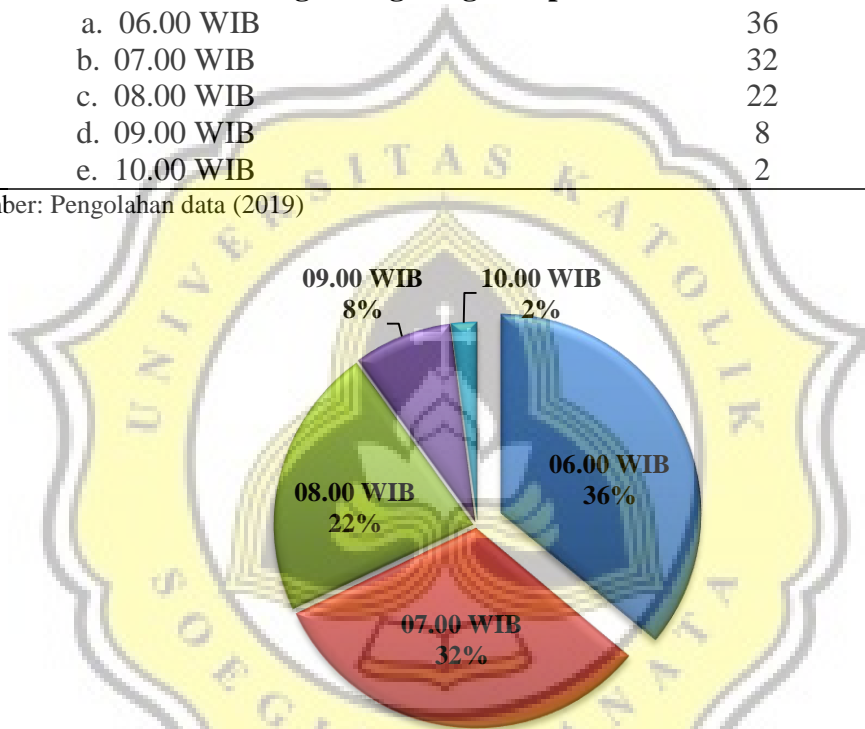 a. 06.00 WIB 36
b. 07.00 WIB 32
c. 08.00 WIB 22
d. 09.00 WIB 8
e. 10.00 WIB 2
ber: Pengolahan data (2019)
UNIVERSITAS KATOLIK
09.00 WIB
8%
10.00 WIB
2%
06.00 WIB
36%
08.00 WIB
22%
07.00 WIB
32%